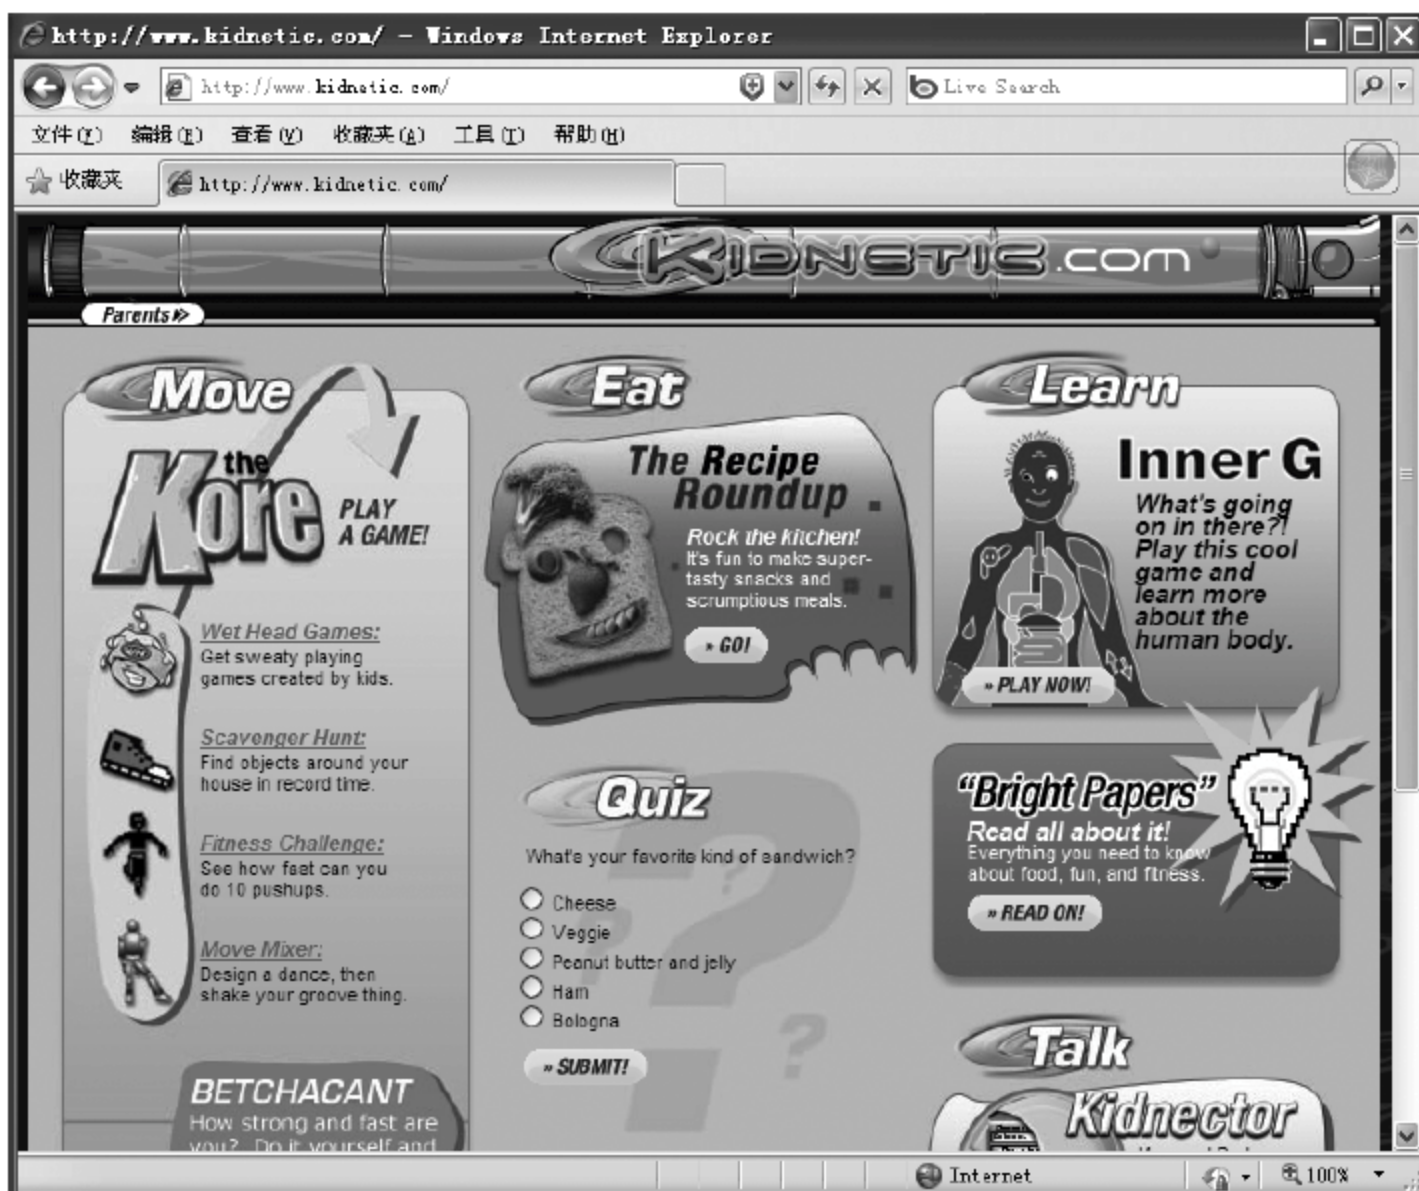 http://www.kidnetic.com/ - Windows Internet Explorer
http://www.kidnetic.com/
Live Search
文件(F) 编辑(E) 查看(V) 收藏夹(A) 工具(T) 帮助(H)
收藏夹
http://www.kidnetic.com/
KIDNETIC.COM
Parents
Move
the
Kore
PLAY
A GAME!
Wet Head Games:
Get sweaty playing
games created by kids.
Scavenger Hunt:
Find objects around your
house in record time.
Fitness Challenge:
See how fast can you
do 10 pushups.
Move Mixer:
Design a dance, then
shake your groove thing.
BETCHACANT
How strong and fast are
you? Do it yourself and
Eat
The Recipe
Roundup
Rock the kitchen!
It's fun to make super-
tasty snacks and
scrumptious meals.
» GO!
Quiz
What's your favorite kind of sandwich?
Cheese
Veggie
Peanut butter and jelly
Ham
Bologna
» SUBMIT!
Learn
Inner G
What's going
on in there?!
Play this cool
game and
learn more
about the
human body.
» PLAY NOW!
“Bright Papers”
Read all about it!
Everything you need to know
about food, fun, and fitness.
» READ ON!
Talk
Kidnector
Internet
100%